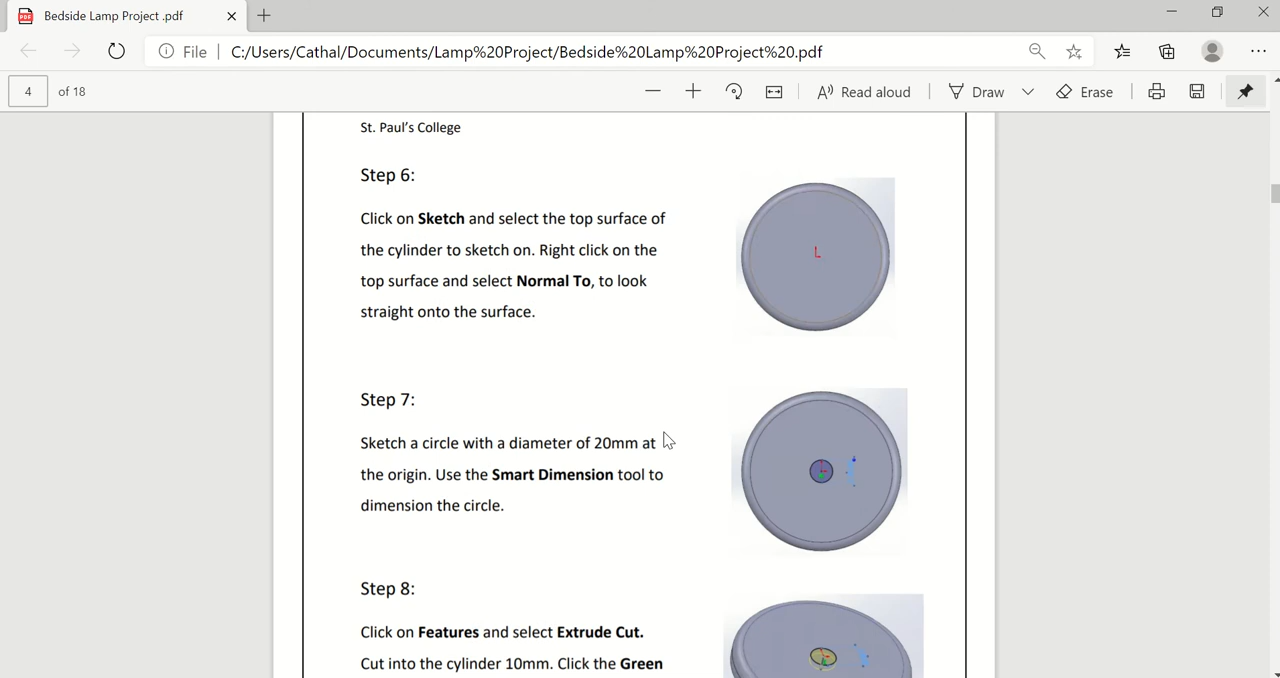 Bedside Lamp Project .pdf
File
C:/Users/Cathal/Documents/Lamp%20Project/Bedside%20Lamp%20Project%20.pdf
4 of 18
Read aloud
Draw
Erase
St. Paul's College
Step 6:
Click on Sketch and select the top surface of
the cylinder to sketch on. Right click on the
top surface and select Normal To, to look
straight onto the surface.
Step 7:
Sketch a circle with a diameter of 20mm at
the origin. Use the Smart Dimension tool to
dimension the circle.
Step 8:
Click on Features and select Extrude Cut.
Cut into the cylinder 10mm. Click the Green